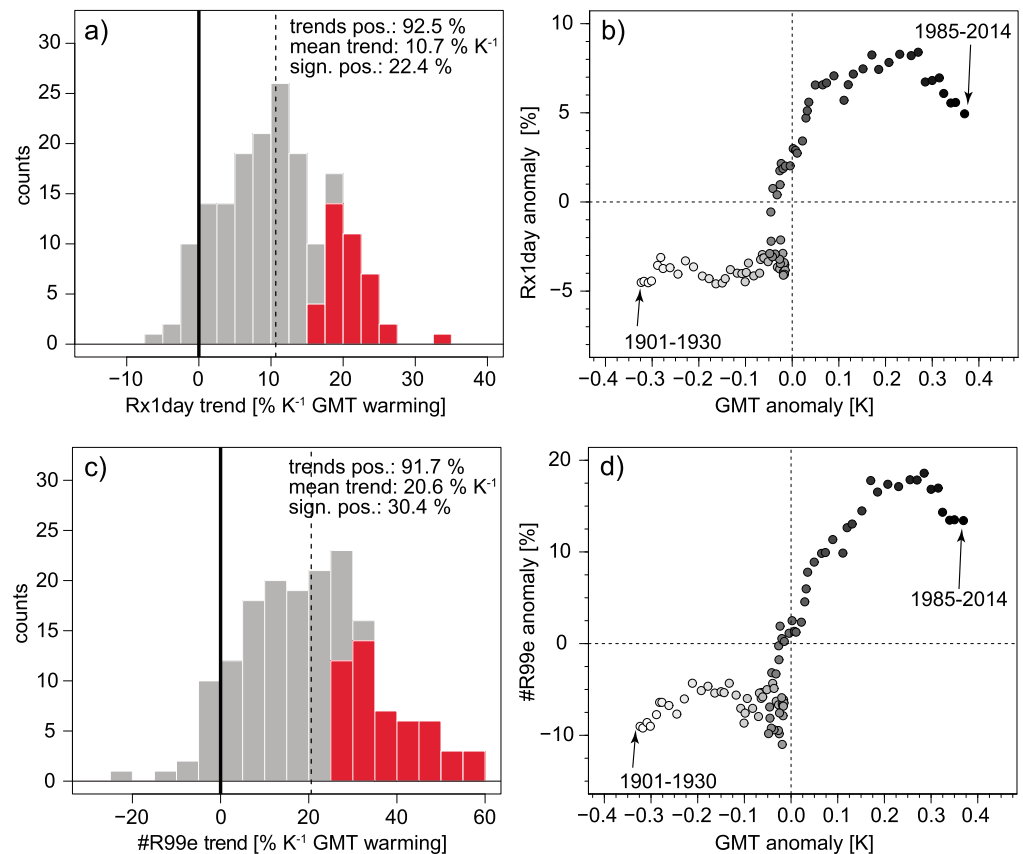 a)
trends pos.: 92.5 %
mean trend: 10.7 % K⁻¹
sign. pos.: 22.4 %
30
25
20
15
10
5
0
counts
−10 0 10 20 30 40
Rx1day trend [% K⁻¹ GMT warming]
b)
1985-2014
10
5
0
−5
Rx1day anomaly [%]
1901-1930
−0.4 −0.3 −0.2 −0.1 0.0 0.1 0.2 0.3 0.4
GMT anomaly [K]
c)
trends pos.: 91.7 %
mean trend: 20.6 % K⁻¹
sign. pos.: 30.4 %
30
25
20
15
10
5
0
counts
−20 0 20 40 60
#R99e trend [% K⁻¹ GMT warming]
d)
20
10
0
−10
#R99e anomaly [%]
1985-2014
1901-1930
−0.4 −0.3 −0.2 −0.1 0.0 0.1 0.2 0.3 0.4
GMT anomaly [K]